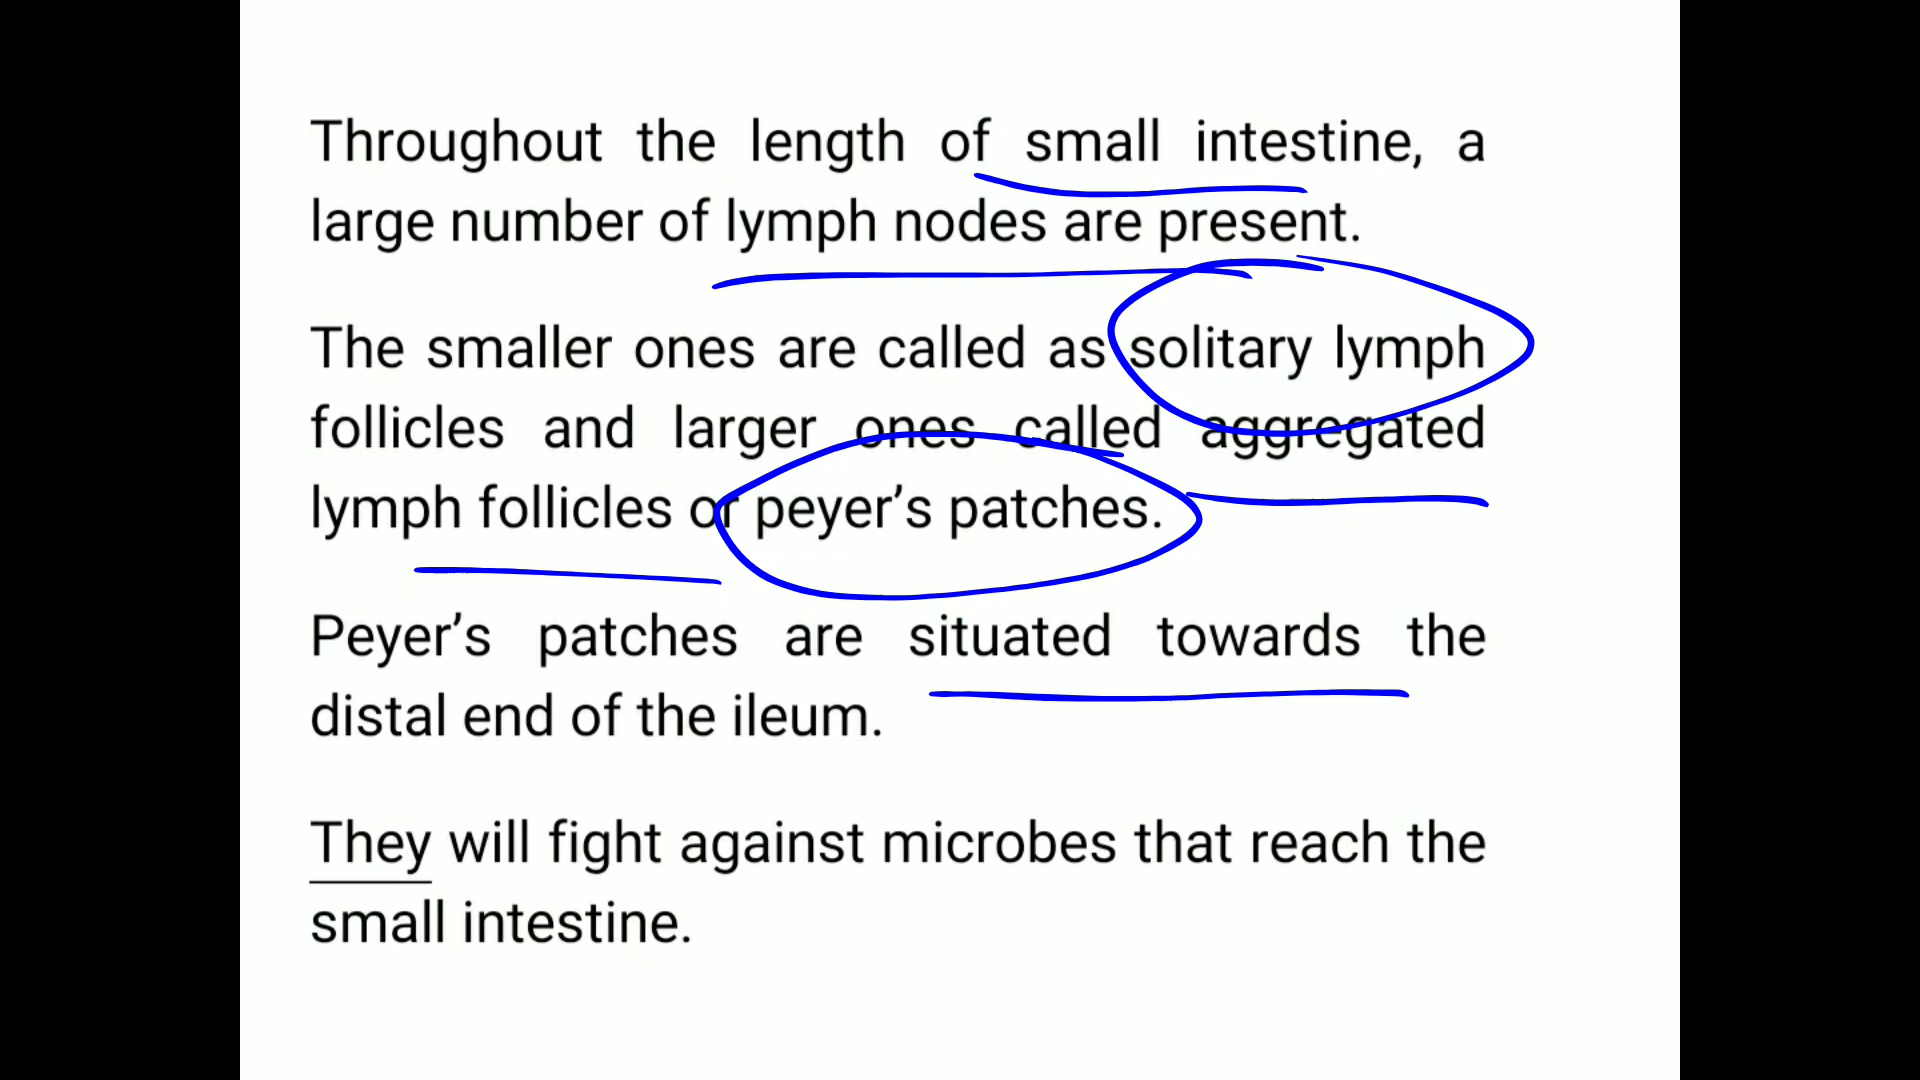 Throughout the length of small intestine, a
large number of lymph nodes are present.
The smaller ones are called as solitary lymph
follicles and larger ones called aggregated
lymph follicles or peyer’s patches.
Peyer’s patches are situated towards the
distal end of the ileum.
They will fight against microbes that reach the
small intestine.